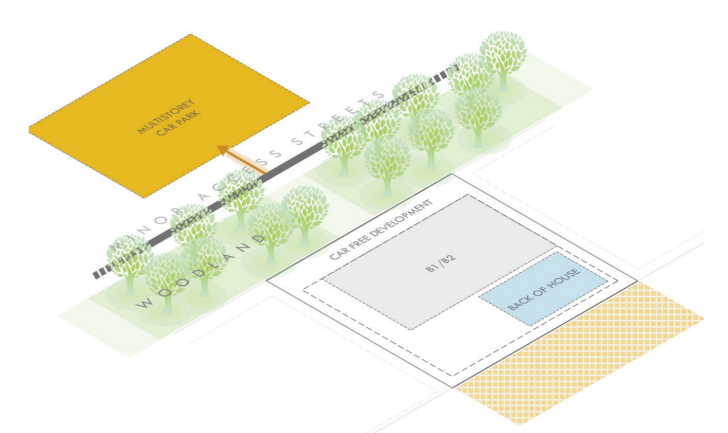 MULTISTOREY
CAR PARK
MINOR ACCESS STREETS
WOODLAND
CAR FREE DEVELOPMENT
B1/B2
BACK OF HOUSE